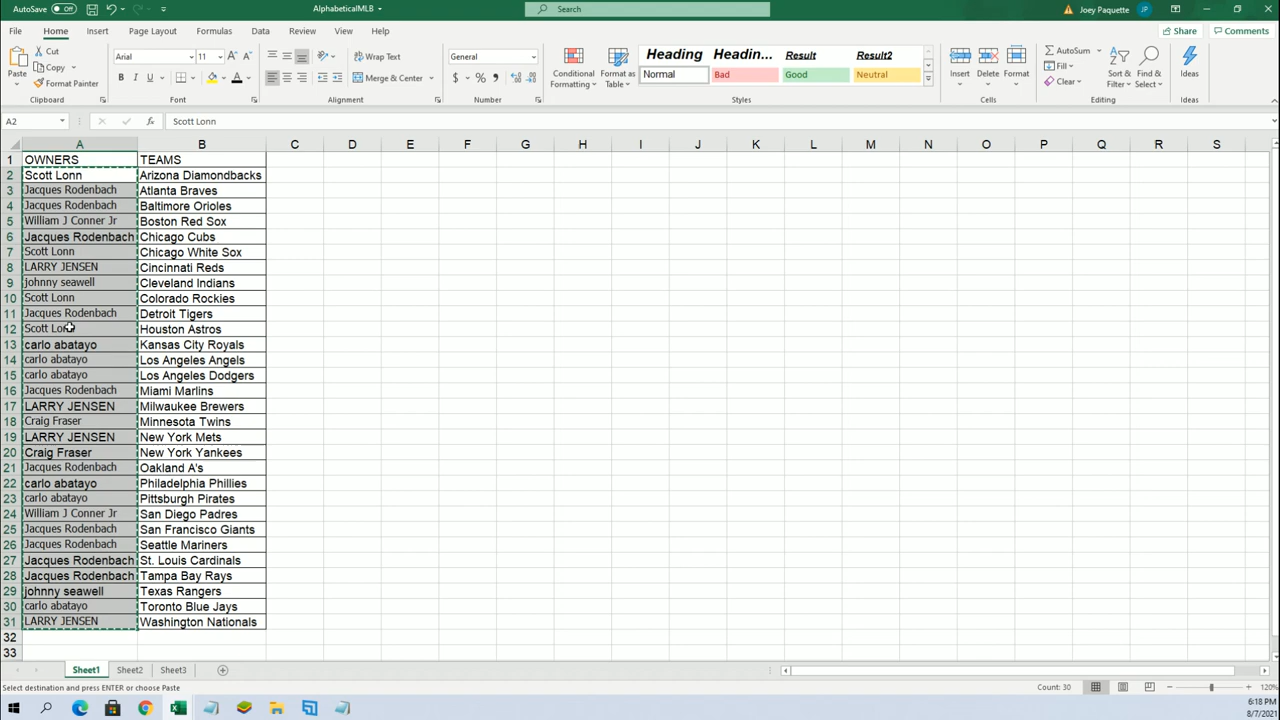 AutoSave Off AlphabeticalMLB Search Joey Paquette JP
File Home Insert Page Layout Formulas Data Review View Help Share Comments
Paste Cut Copy Format Painter Clipboard
Arial 11 B I U Font
Wrap Text Merge & Center Alignment
General $ % Number
Conditional Formatting Format as Table
Heading Headin... Result Result2
Normal Bad Good Neutral
Styles
Insert Delete Format Cells
AutoSum Fill Clear Sort & Filter Find & Select Editing
Ideas Ideas
A2 fx Scott Lonn
A B C D E F G H I J K L M N O P Q R S
1 OWNERS TEAMS
2 Scott Lonn Arizona Diamondbacks
3 Jacques Rodenbach Atlanta Braves
4 Jacques Rodenbach Baltimore Orioles
5 William J Conner Jr Boston Red Sox
6 Jacques Rodenbach Chicago Cubs
7 Scott Lonn Chicago White Sox
8 LARRY JENSEN Cincinnati Reds
9 johnny seawell Cleveland Indians
10 Scott Lonn Colorado Rockies
11 Jacques Rodenbach Detroit Tigers
12 Scott Lonn Houston Astros
13 carlo abatayo Kansas City Royals
14 carlo abatayo Los Angeles Angels
15 carlo abatayo Los Angeles Dodgers
16 Jacques Rodenbach Miami Marlins
17 LARRY JENSEN Milwaukee Brewers
18 Craig Fraser Minnesota Twins
19 LARRY JENSEN New York Mets
20 Craig Fraser New York Yankees
21 Jacques Rodenbach Oakland A's
22 carlo abatayo Philadelphia Phillies
23 carlo abatayo Pittsburgh Pirates
24 William J Conner Jr San Diego Padres
25 Jacques Rodenbach San Francisco Giants
26 Jacques Rodenbach Seattle Mariners
27 Jacques Rodenbach St. Louis Cardinals
28 Jacques Rodenbach Tampa Bay Rays
29 johnny seawell Texas Rangers
30 carlo abatayo Toronto Blue Jays
31 LARRY JENSEN Washington Nationals
32
33
Sheet1 Sheet2 Sheet3
Select destination and press ENTER or choose Paste Count: 30 120%
6:18 PM
8/7/2021